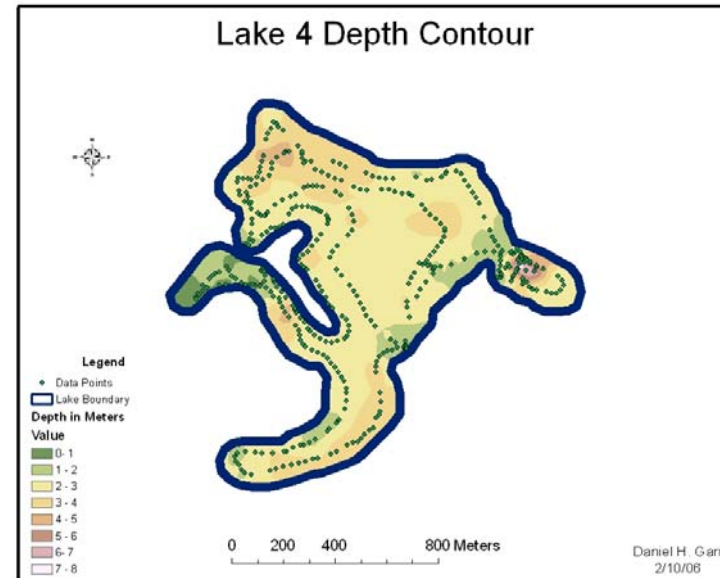 Lake 4 Depth Contour
N
W E
S
Legend
Data Points
Lake Boundary
Depth in Meters
Value
0-1
1 - 2
2 - 3
3 - 4
4 - 5
5 - 6
6-7
7 - 8
0 200 400 800 Meters
Daniel H.
2/10/06